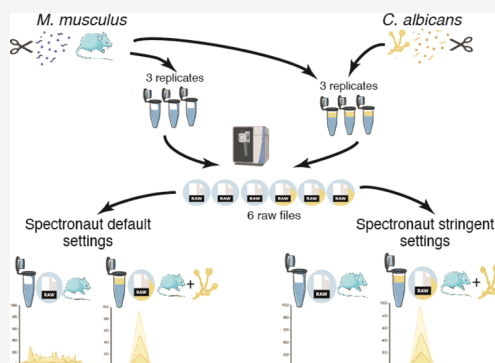 M. musculus
C. albicans
3 replicates
3 replicates
RAW RAW RAW RAW RAW RAW
6 raw files
Spectronaut default
settings
Spectronaut stringent
settings
RAW
RAW
+
RAW
RAW
+